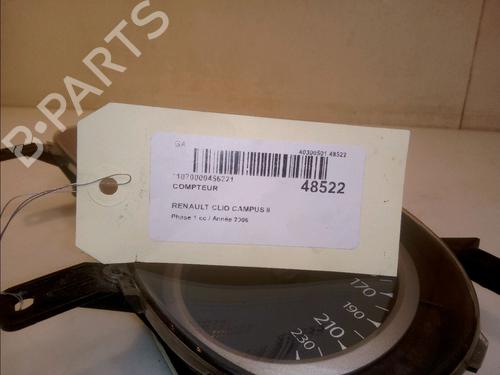 B-PARTS
GA
40300501 48522
COMPTEUR
48522
RENAULT CLIO CAMPUS II
Phase 1 cc / Année 2006
170
190
210
230